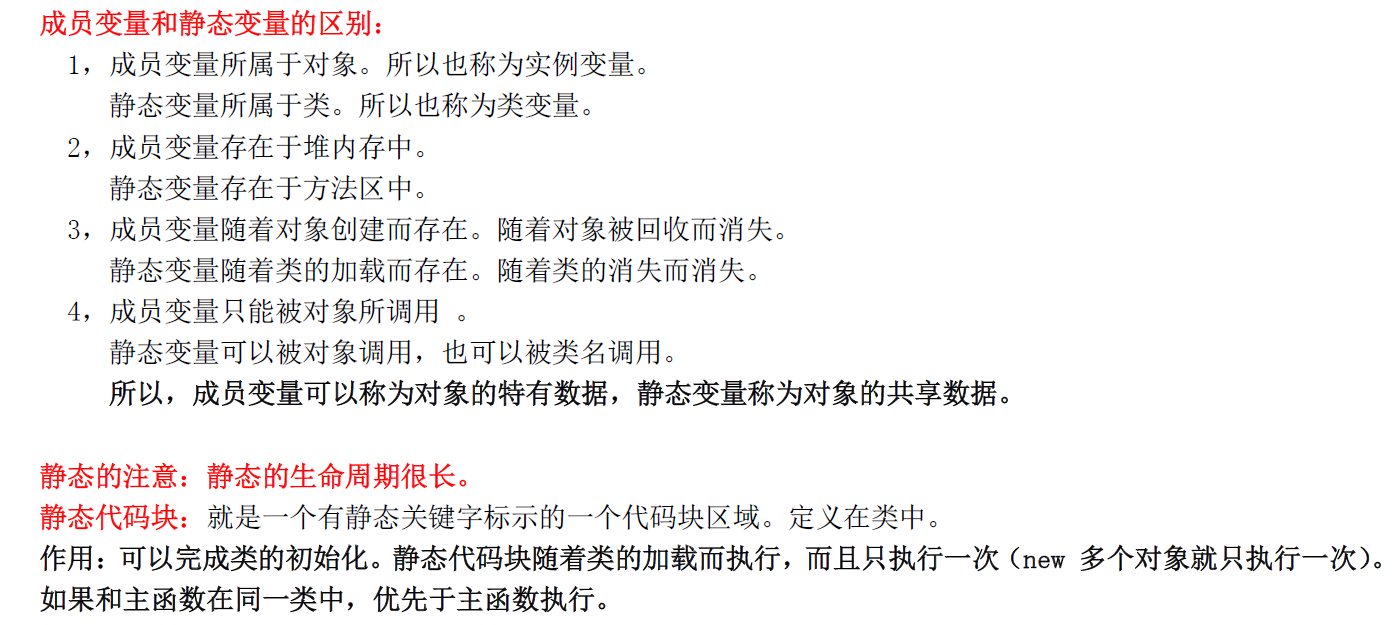 成员变量和静态变量的区别：
1，成员变量所属于对象。所以也称为实例变量。
静态变量所属于类。所以也称为类变量。
2，成员变量存在于堆内存中。
静态变量存在于方法区中。
3，成员变量随着对象创建而存在。随着对象被回收而消失。
静态变量随着类的加载而存在。随着类的消失而消失。
4，成员变量只能被对象所调用 。
静态变量可以被对象调用，也可以被类名调用。
所以，成员变量可以称为对象的特有数据，静态变量称为对象的共享数据。
静态的注意：静态的生命周期很长。
静态代码块：就是一个有静态关键字标示的一个代码块区域。定义在类中。
作用：可以完成类的初始化。静态代码块随着类的加载而执行，而且只执行一次（new 多个对象就只执行一次）。
如果和主函数在同一类中，优先于主函数执行。